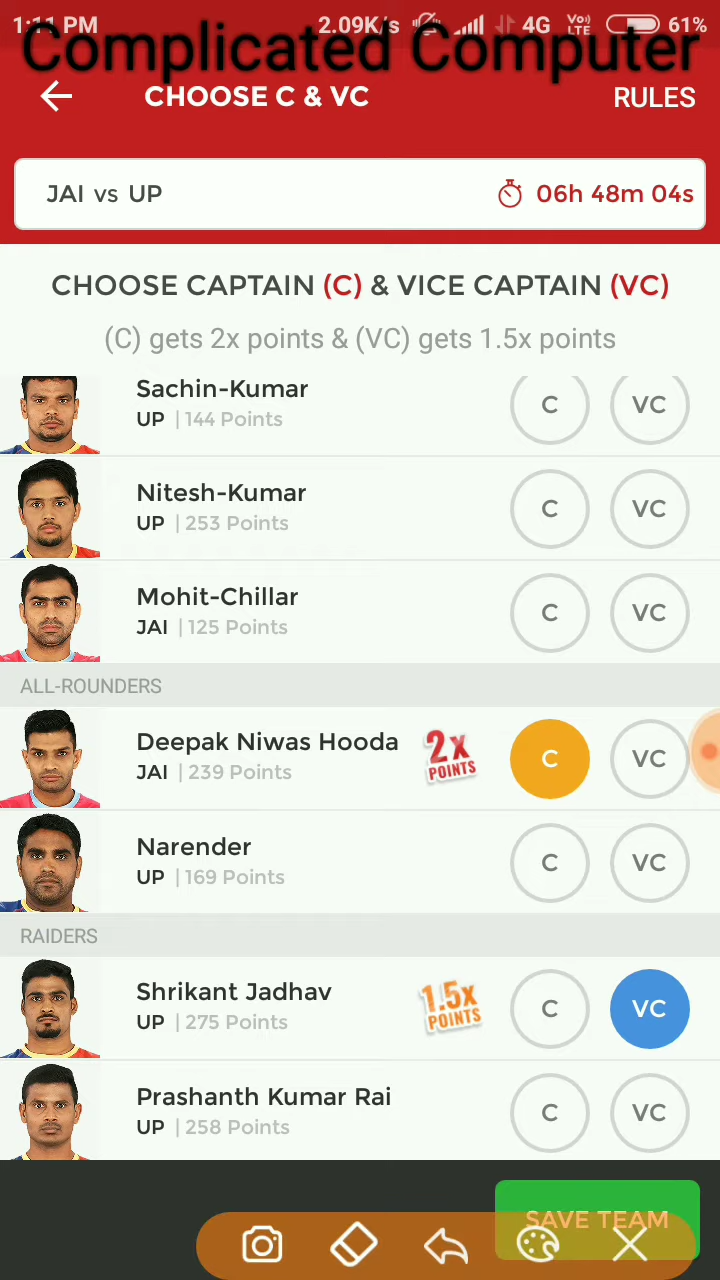 1:11 PM 2.09K/s 4G Vo) LTE 61%
Complicated Computer
CHOOSE C & VC RULES
JAI vs UP 06h 48m 04s
CHOOSE CAPTAIN (C) & VICE CAPTAIN (VC)
(C) gets 2x points & (VC) gets 1.5x points
Sachin-Kumar
UP | 144 Points C VC
Nitesh-Kumar
UP | 253 Points C VC
Mohit-Chillar
JAI | 125 Points C VC
ALL-ROUNDERS
Deepak Niwas Hooda
JAI | 239 Points 2x POINTS C VC
Narender
UP | 169 Points C VC
RAIDERS
Shrikant Jadhav
UP | 275 Points 1.5x POINTS C VC
Prashanth Kumar Rai
UP | 258 Points C VC
SAVE TEAM